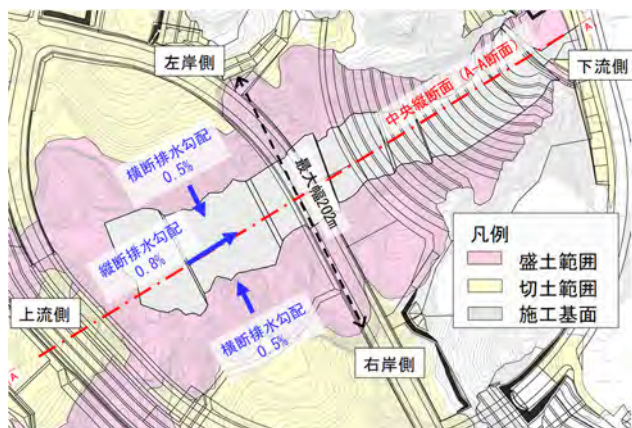 左岸側
中央縦断面（A-A断面）
A
下流側
横断排水勾配
0.5%
最大幅202m
縦断排水勾配
0.8%
凡例
盛土範囲
切土範囲
施工基面
上流側
横断排水勾配
0.5%
右岸側
A